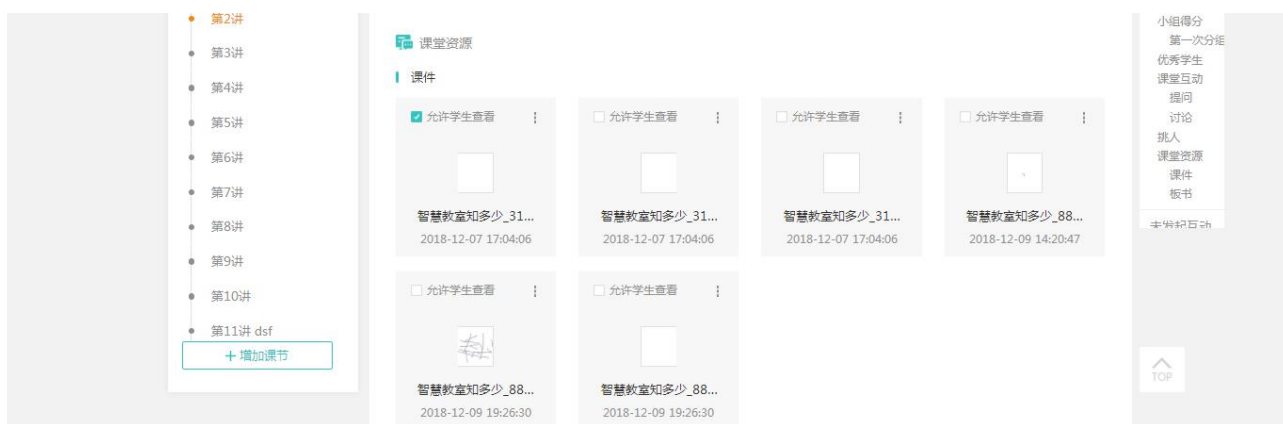 第2讲
第3讲
第4讲
第5讲
第6讲
第7讲
第8讲
第9讲
第10讲
第11讲 dsf
+增加课节
课堂资源
课件
允许学生查看
允许学生查看
允许学生查看
允许学生查看
智慧教室知多少_31...
智慧教室知多少_31...
智慧教室知多少_31...
智慧教室知多少_88...
2018-12-07 17:04:06
2018-12-07 17:04:06
2018-12-07 17:04:06
2018-12-09 14:20:47
允许学生查看
允许学生查看
智慧教室知多少_88...
智慧教室知多少_88...
2018-12-09 19:26:30
2018-12-09 19:26:30
小组得分
第一次分组
优秀学生
课堂互动
提问
讨论
挑人
课堂资源
课件
板书
未发起互动
TOP